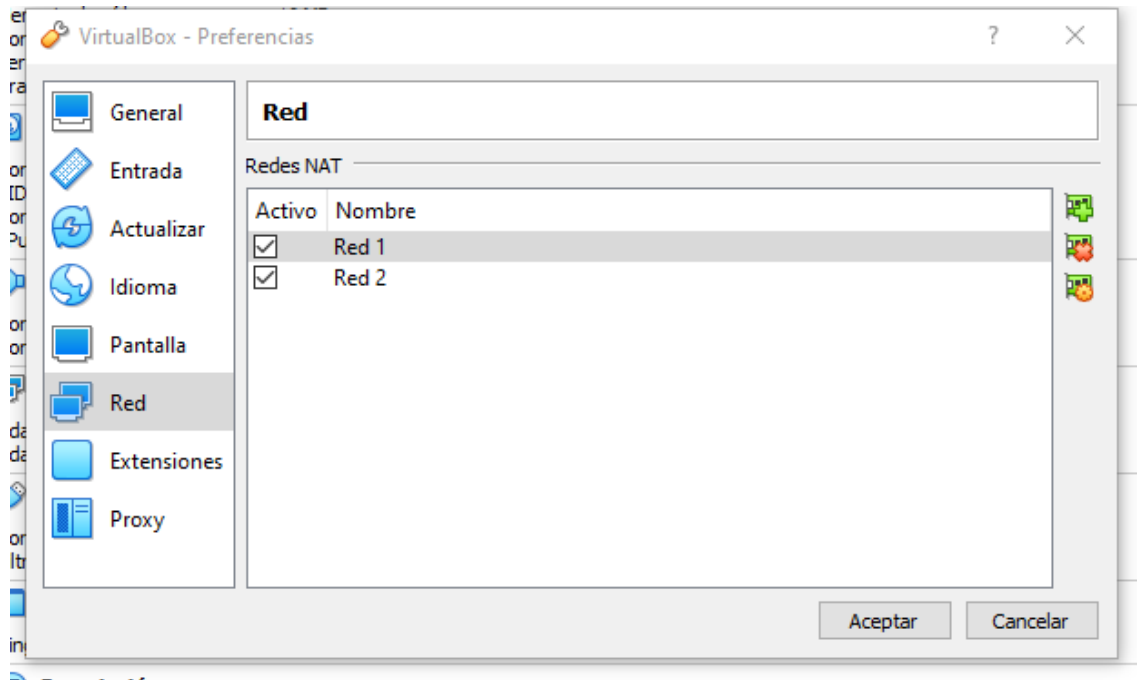 VirtualBox - Preferencias
?
General
Entrada
Actualizar
Idioma
Pantalla
Red
Extensiones
Proxy
Red
Redes NAT
Activo Nombre
Red 1
Red 2
Aceptar Cancelar